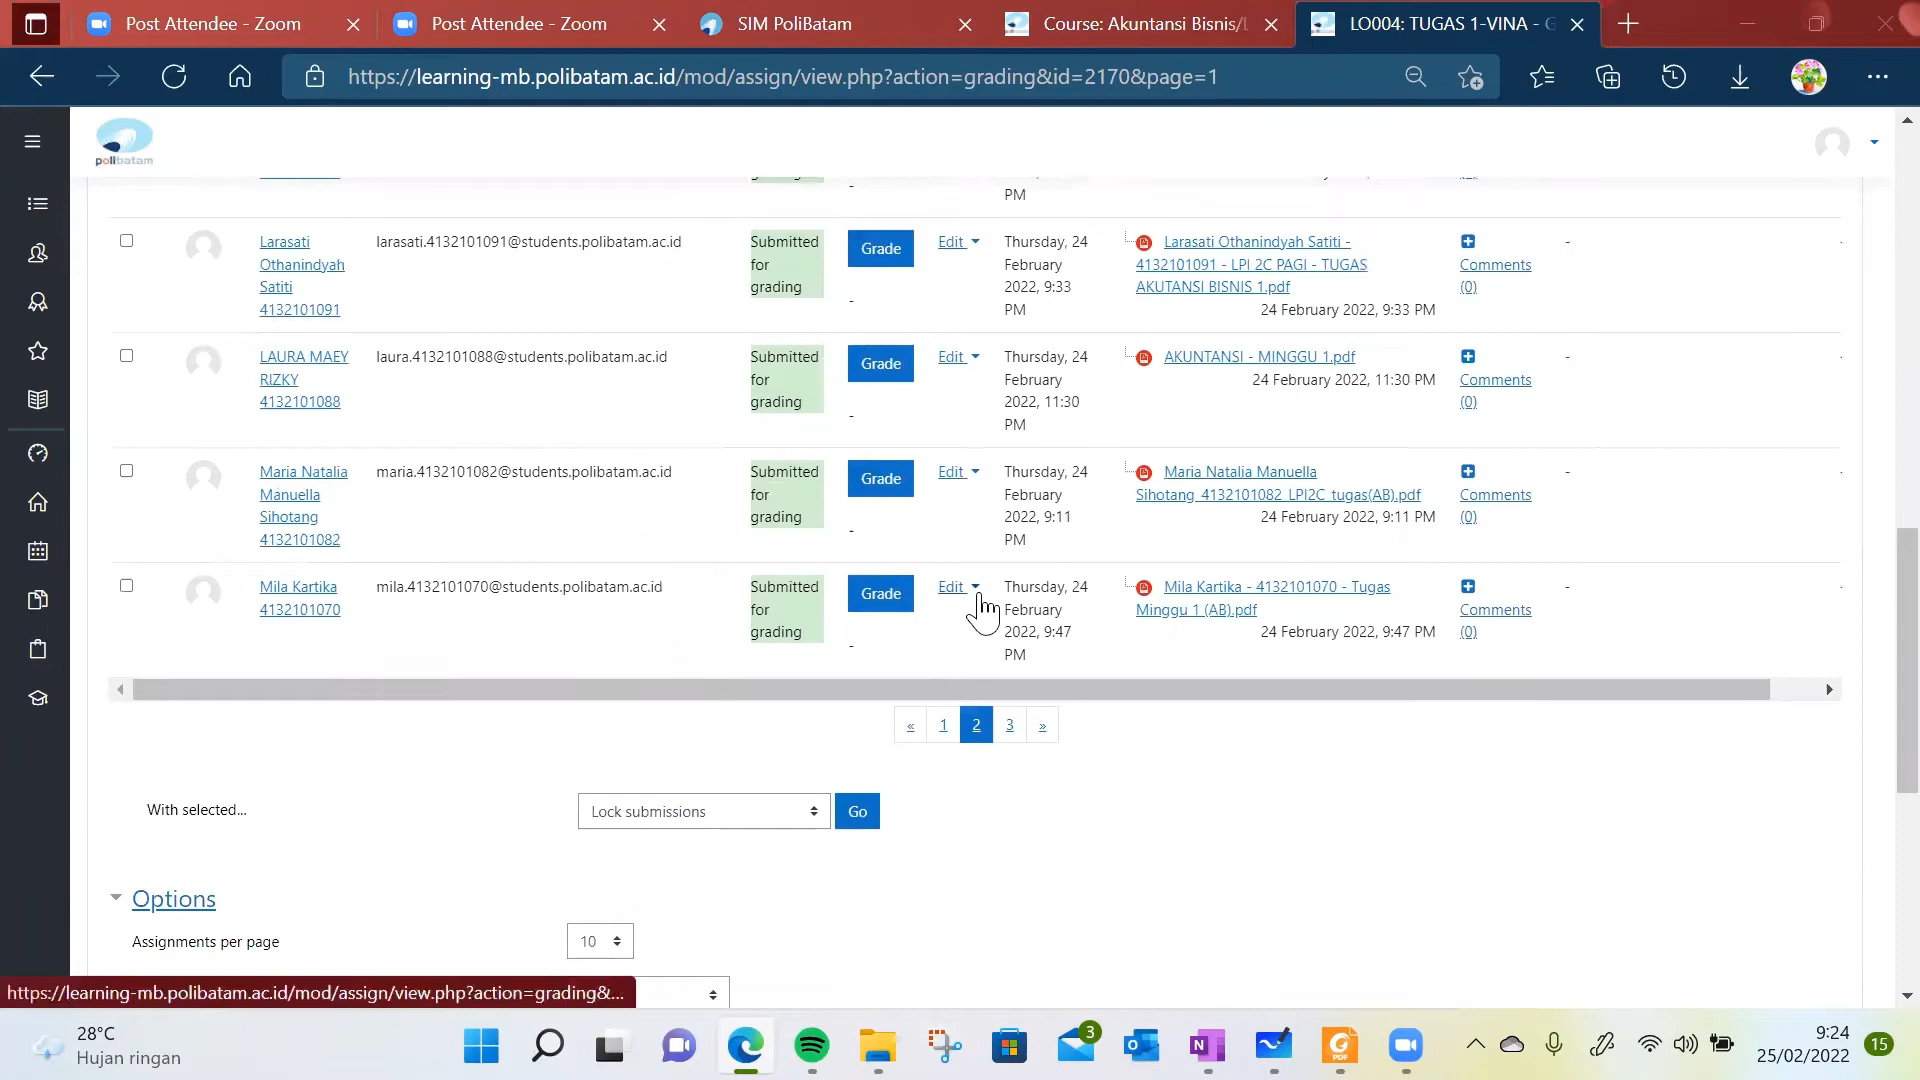 Post Attendee - Zoom
Post Attendee - Zoom
SIM PoliBatam
Course: Akuntansi Bisnis/L
LO004: TUGAS 1-VINA - G
https://learning-mb.polibatam.ac.id/mod/assign/view.php?action=grading&id=2170&page=1
polibatam
-
PM
Larasati
Othanindyah
Satiti
4132101091
larasati.4132101091@students.polibatam.ac.id
Submitted
for
grading
Grade
-
Edit
Thursday, 24
February
2022, 9:33
PM
Larasati Othanindyah Satiti -
4132101091 - LPI 2C PAGI - TUGAS
AKUTANSI BISNIS 1.pdf
24 February 2022, 9:33 PM
Comments
(0)
-
LAURA MAEY
RIZKY
4132101088
laura.4132101088@students.polibatam.ac.id
Submitted
for
grading
Grade
-
Edit
Thursday, 24
February
2022, 11:30
PM
AKUNTANSI - MINGGU 1.pdf
24 February 2022, 11:30 PM
Comments
(0)
-
Maria Natalia
Manuella
Sihotang
4132101082
maria.4132101082@students.polibatam.ac.id
Submitted
for
grading
Grade
-
Edit
Thursday, 24
February
2022, 9:11
PM
Maria Natalia Manuella
Sihotang_4132101082_LPI2C_tugas(AB).pdf
24 February 2022, 9:11 PM
Comments
(0)
-
Mila Kartika
4132101070
mila.4132101070@students.polibatam.ac.id
Submitted
for
grading
Grade
-
Edit
Thursday, 24
February
2022, 9:47
PM
Mila Kartika - 4132101070 - Tugas
Minggu 1 (AB).pdf
24 February 2022, 9:47 PM
Comments
(0)
-
« 1 2 3 »
With selected...
Lock submissions
Go
Options
Assignments per page
10
https://learning-mb.polibatam.ac.id/mod/assign/view.php?action=grading&...
28°C
Hujan ringan
3
PDF
9:24
25/02/2022
15